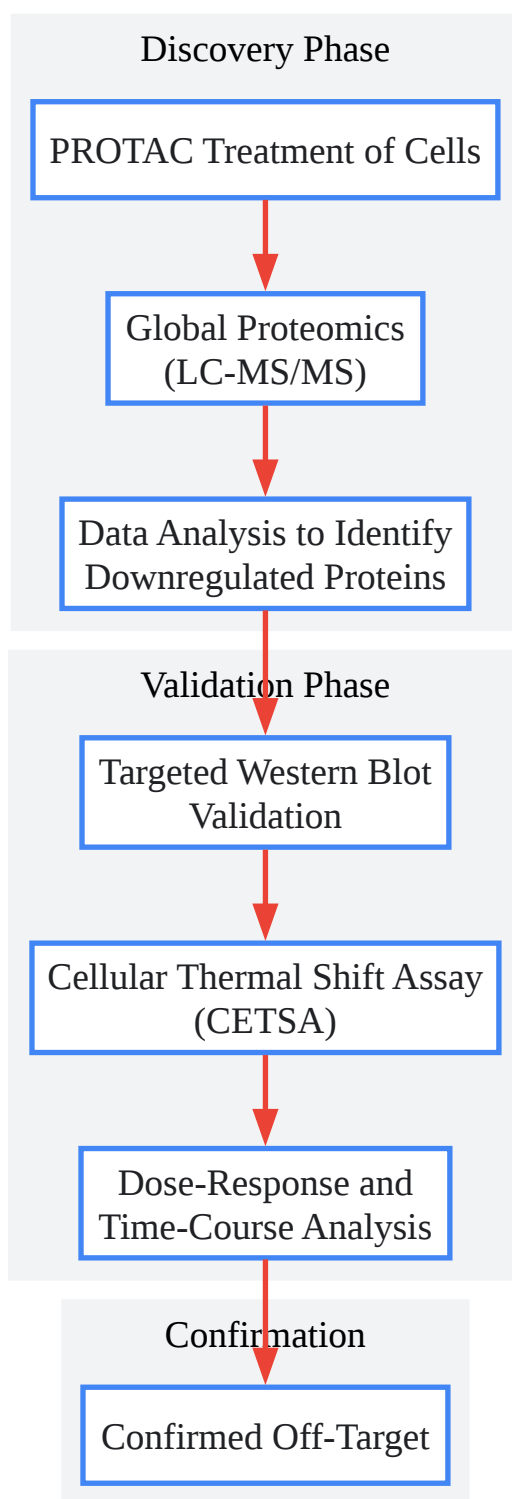 Discovery Phase
PROTAC Treatment of Cells
Global Proteomics
(LC-MS/MS)
Data Analysis to Identify
Downregulated Proteins
Validation Phase
Targeted Western Blot
Validation
Cellular Thermal Shift Assay
(CETSA)
Dose-Response and
Time-Course Analysis
Confirmation
Confirmed Off-Target